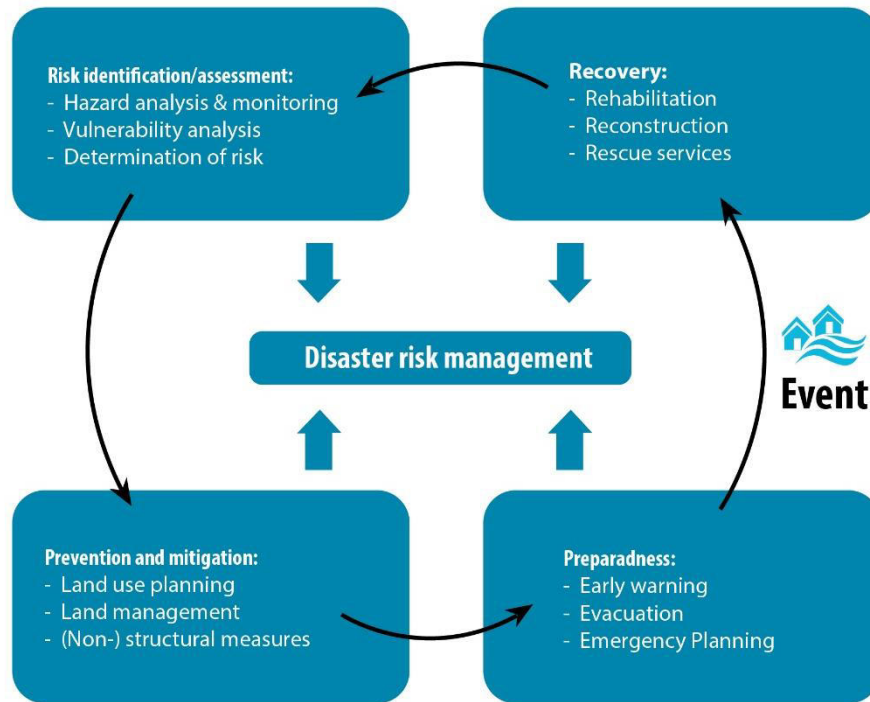 Risk identification/assessment:
- Hazard analysis & monitoring
- Vulnerability analysis
- Determination of risk
Recovery:
- Rehabilitation
- Reconstruction
- Rescue services
Disaster risk management
Event
Prevention and mitigation:
- Land use planning
- Land management
- (Non-) structural measures
Preparadness:
- Early warning
- Evacuation
- Emergency Planning